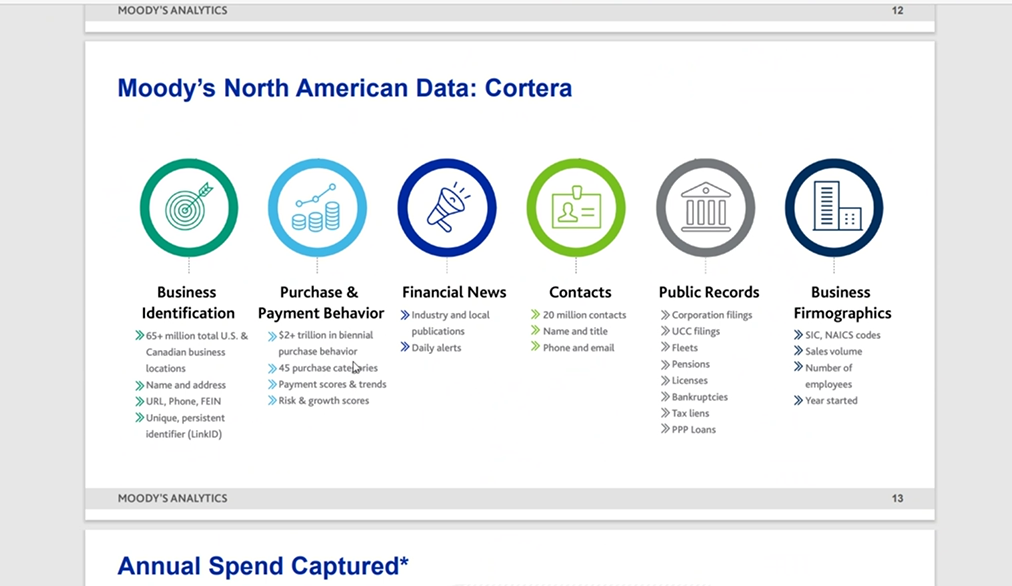 MOODY'S ANALYTICS
12
Moody's North American Data: Cortera
Business
Identification
65+ million total U.S. &
Canadian business
locations
Name and address
URL, Phone, FEIN
Unique, persistent
identifier (LinkID)
Purchase &
Payment Behavior
$2+ trillion in biennial
purchase behavior
45 purchase categories
Payment scores & trends
Risk & growth scores
Financial News
Industry and local
publications
Daily alerts
Contacts
20 million contacts
Name and title
Phone and email
Public Records
Corporation filings
UCC filings
Fleets
Pensions
Licenses
Bankruptcies
Tax liens
PPP Loans
Business
Firmographics
SIC, NAICS codes
Sales volume
Number of
employees
Year started
MOODY'S ANALYTICS
13
Annual Spend Captured*